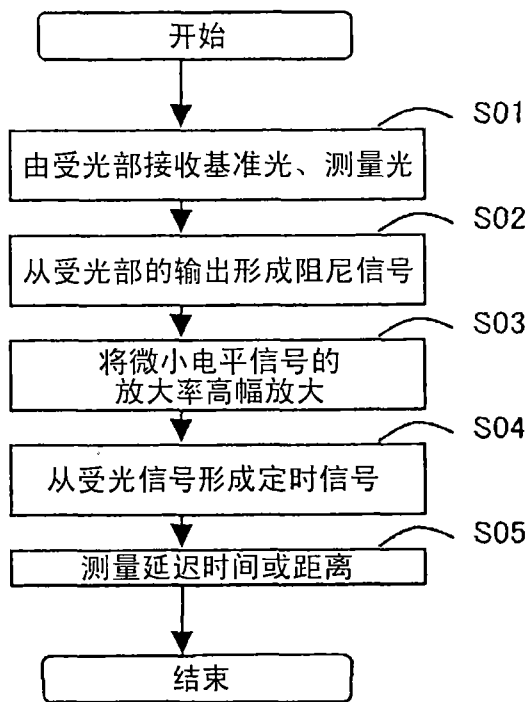 开始
S01
由受光部接收基准光、测量光
S02
从受光部的输出形成阻尼信号
S03
将微小电平信号的
放大率高幅放大
S04
从受光信号形成定时信号
S05
测量延迟时间或距离
结束